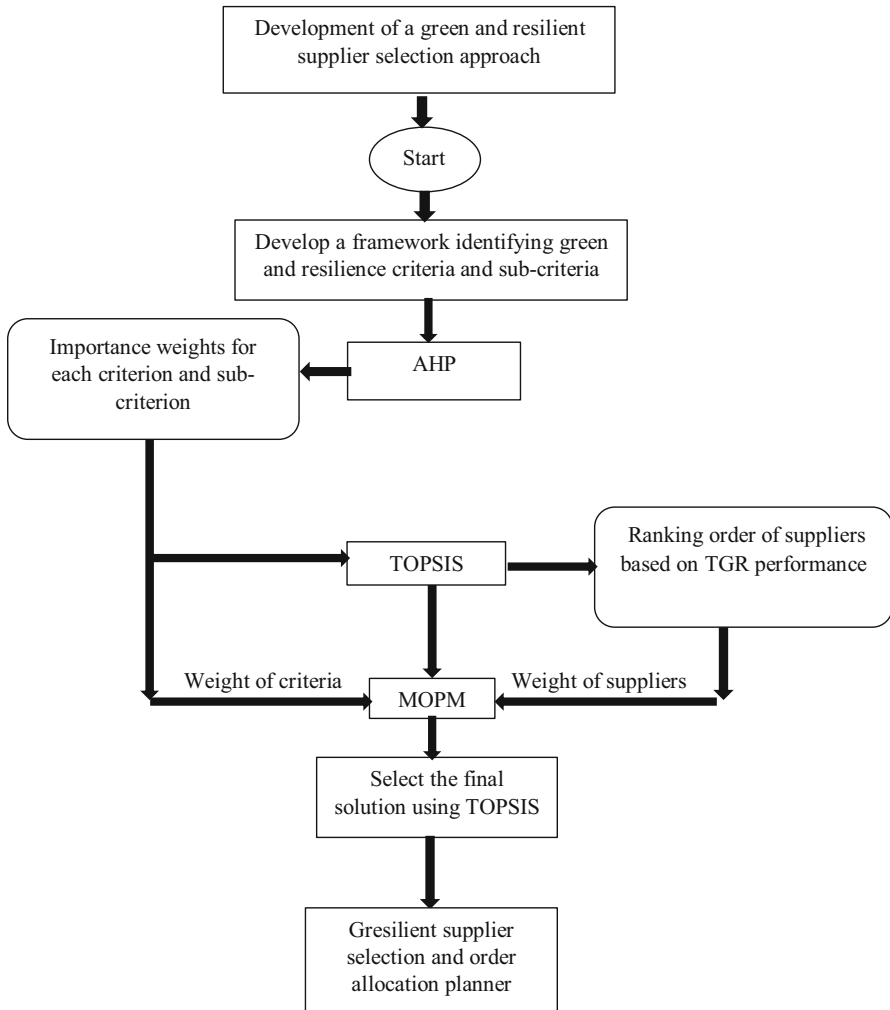 Development of a green and resilient
supplier selection approach
Start
Develop a framework identifying green
and resilience criteria and sub-criteria
Importance weights for
each criterion and sub-
criterion
AHP
TOPSIS
Ranking order of suppliers
based on TGR performance
Weight of criteria
MOPM
Weight of suppliers
Select the final
solution using TOPSIS
Gresilient supplier
selection and order
allocation planner